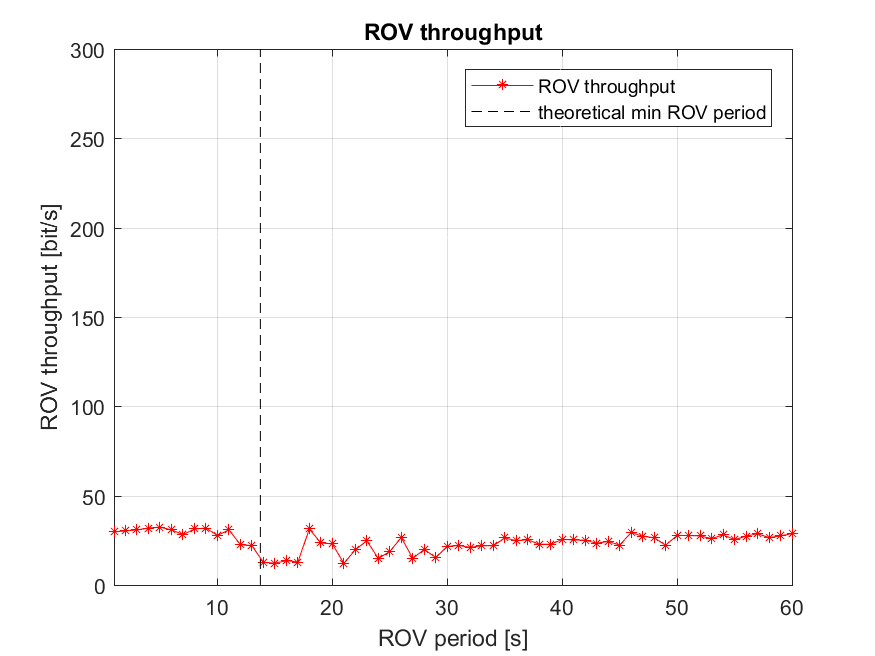 ROV throughput
300
250
200
150
100
50
0
ROV throughput [bit/s]
ROV throughput
theoretical min ROV period
10 20 30 40 50 60
ROV period [s]